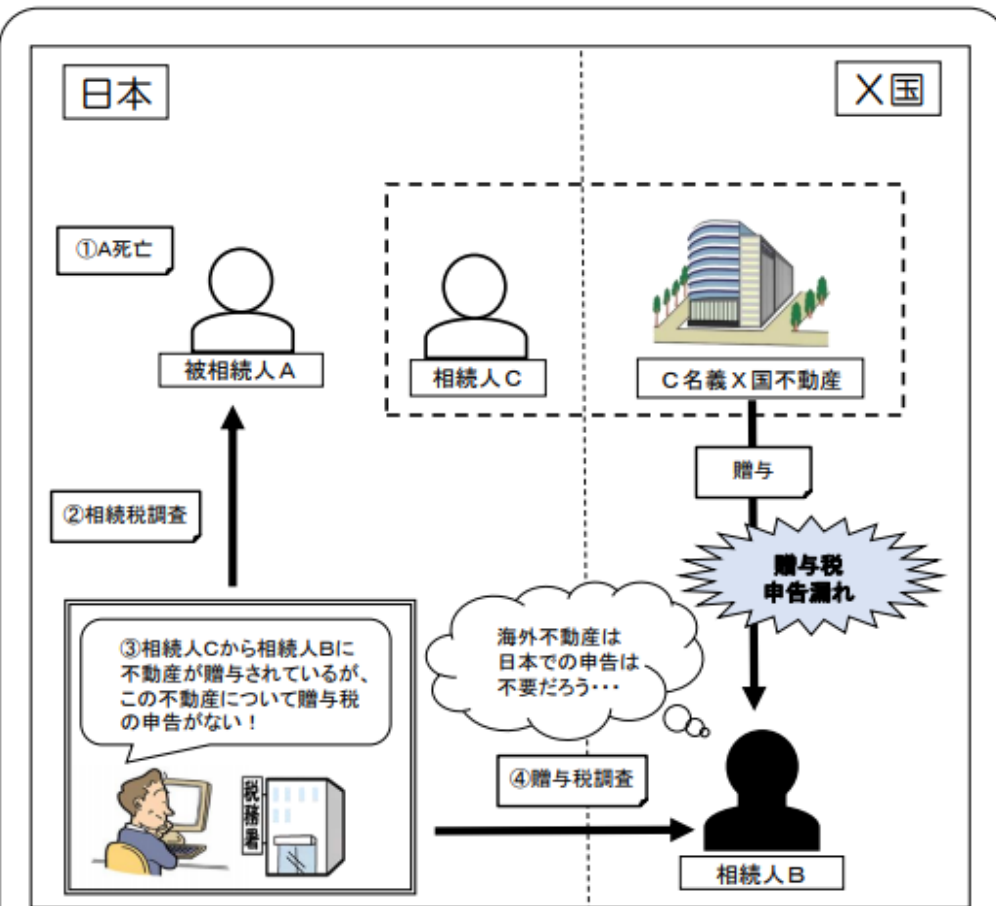 日本
X国
①A死亡
被相続人A
相続人C
C名義X国不動産
贈与
②相続税調査
贈与税
申告漏れ
③相続人Cから相続人Bに
不動産が贈与されているが、
この不動産について贈与税
の申告がない！
海外不動産は
日本での申告は
不要だろう･･･
税務署
④贈与税調査
相続人B